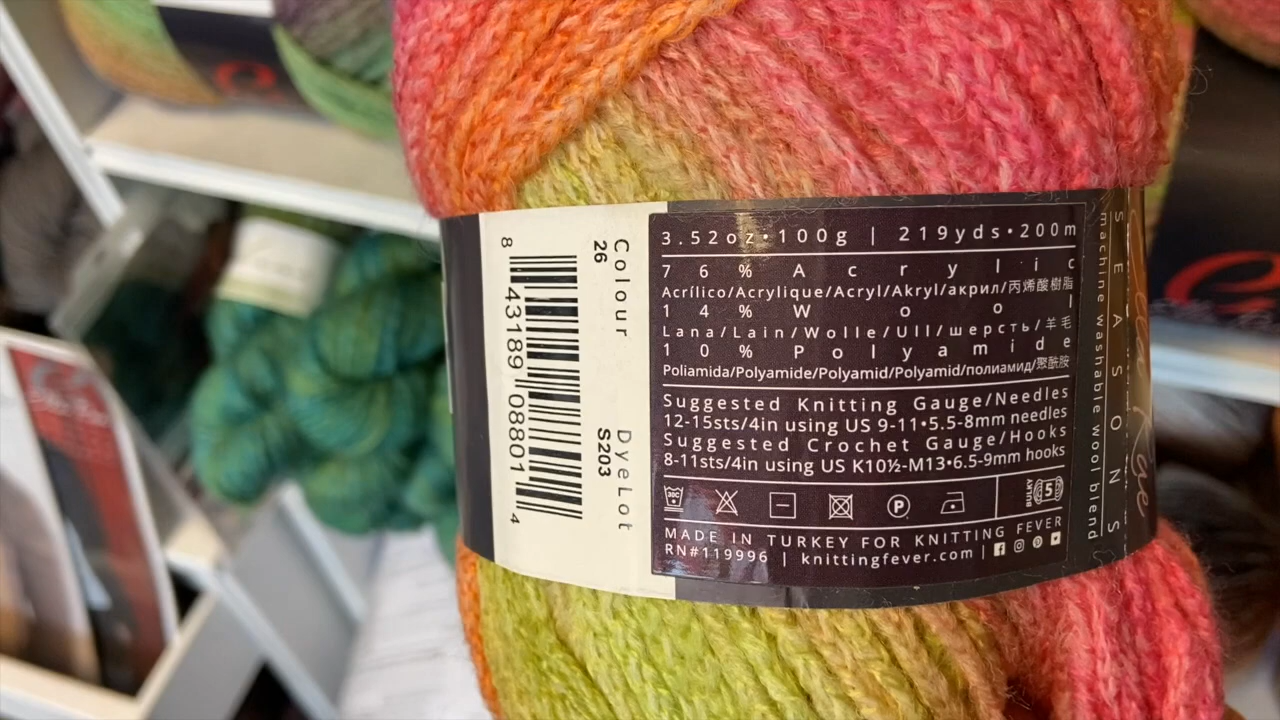 3.52oz•100g | 219yds•200m
76% Acrylic
Acrílico/Acrylique/Acryl/Akryl/акрил/丙烯酸樹脂
14% Wool
Lana/Lain/Wolle/Ull/шерсть/羊毛
10% Polyamide
Poliamida/Polyamide/Polyamid/Polyamid/полиамид/聚酰胺
Suggested Knitting Gauge/Needles
12-15sts/4in using US 9-11•5.5-8mm needles
Suggested Crochet Gauge/Hooks
8-11sts/4in using US K10½-M13•6.5-9mm hooks
30C
P
BULKY
5
MADE IN TURKEY FOR KNITTING FEVER
RN#119996 | knittingfever.com |
Colour
26
DyeLot
S203
8 43189 08801 4
SEASONS
machine washable wool blend